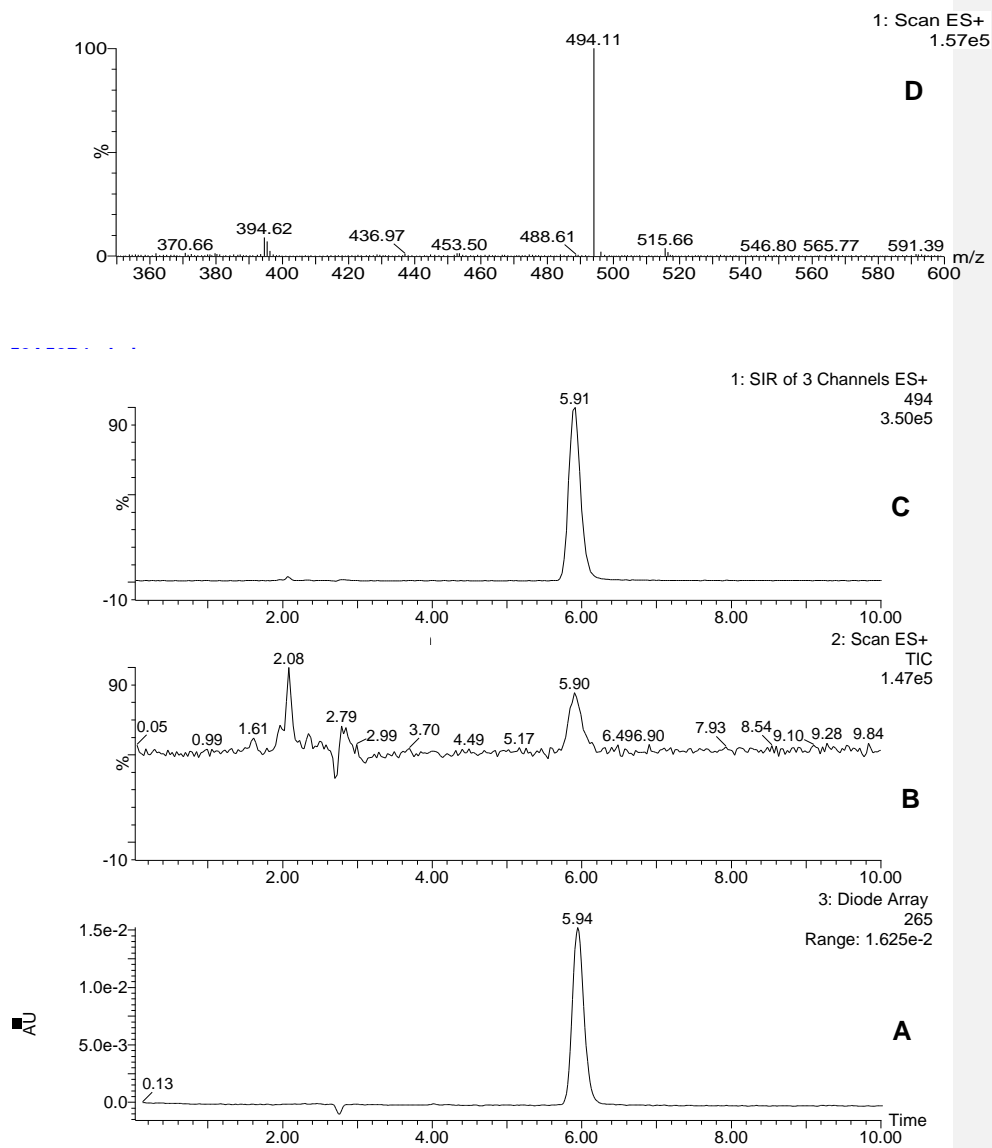 1: Scan ES+
1.57e5
494.11
100
D
%
394.62
370.66
436.97
453.50
488.61
515.66
546.80
565.77
591.39
0
m/z
360 380 400 420 440 460 480 500 520 540 560 580 600
1: SIR of 3 Channels ES+
494
3.50e5
5.91
90
%
C
-10
2.00 4.00 6.00 8.00 10.00
2: Scan ES+
TIC
1.47e5
2.08
90
5.90
0.05
0.99
1.61
2.79
2.99
3.70
4.49
5.17
6.49
6.90
7.93
8.54
9.10
9.28
9.84
%
B
-10
2.00 4.00 6.00 8.00 10.00
3: Diode Array
265
Range: 1.625e-2
5.94
1.5e-2
1.0e-2
AU
A
5.0e-3
0.13
0.0
Time
2.00 4.00 6.00 8.00 10.00